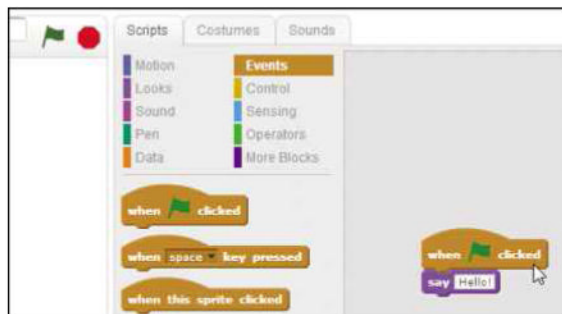 Scripts Costumes Sounds
Motion Events
Looks Control
Sound Sensing
Pen Operators
Data More Blocks
when clicked
when space key pressed
when this sprite clicked
when clicked
say Hello!